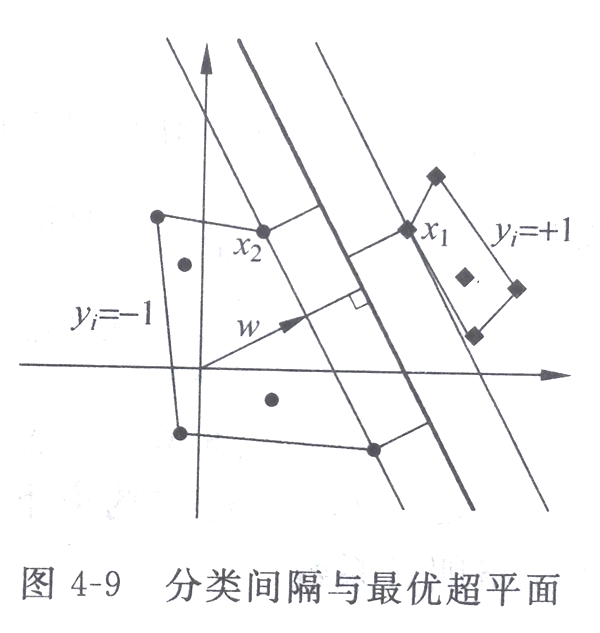 x₂
x₁
yᵢ=+1
yᵢ=−1
w
图 4-9 分类间隔与最优超平面